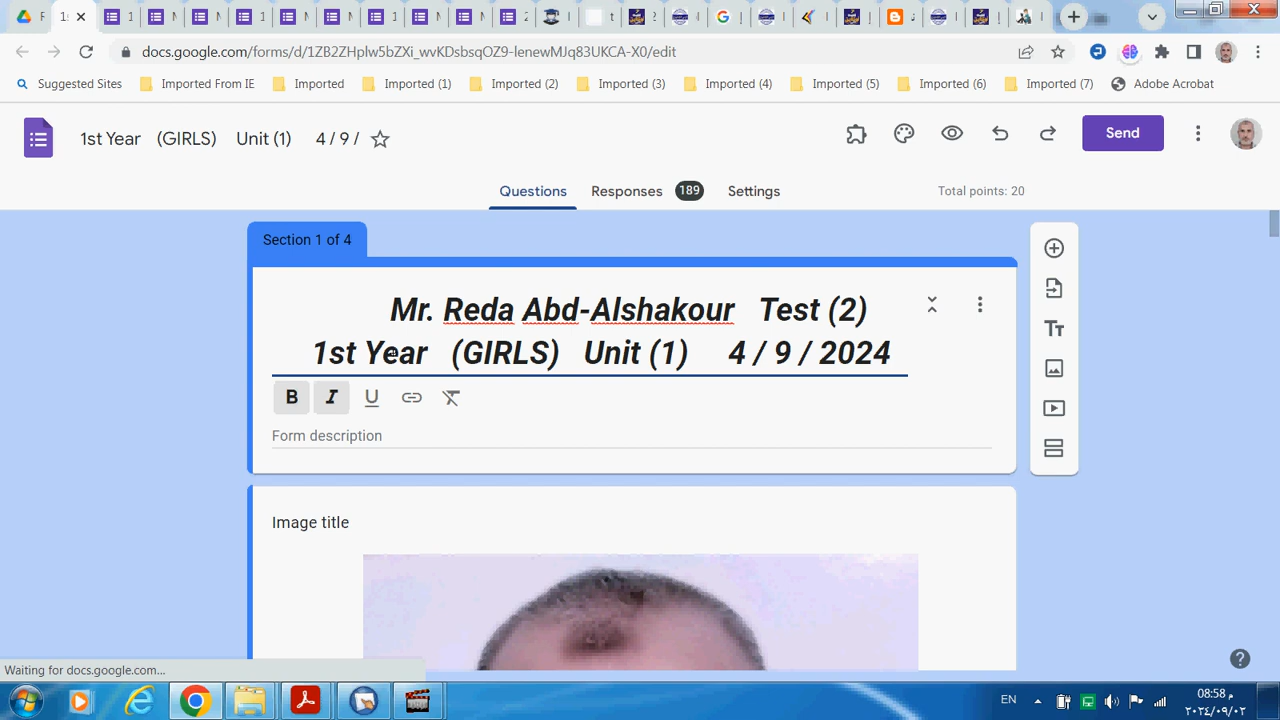 docs.google.com/forms/d/1ZB2ZHplw5bZXi_wvKDsbsqOZ9-lenewMJq83UKCA-X0/edit
Suggested Sites Imported From IE Imported Imported (1) Imported (2) Imported (3) Imported (4) Imported (5) Imported (6) Imported (7) Adobe Acrobat
1st Year (GIRLS) Unit (1) 4 / 9 /
Send
Questions Responses 189 Settings Total points: 20
Section 1 of 4
Mr. Reda Abd-Alshakour Test (2)
1st Year (GIRLS) Unit (1) 4 / 9 / 2024
B I U
Form description
Image title
Waiting for docs.google.com...
EN
08:58 م
٢٠٢٤/٠٩/٠٢